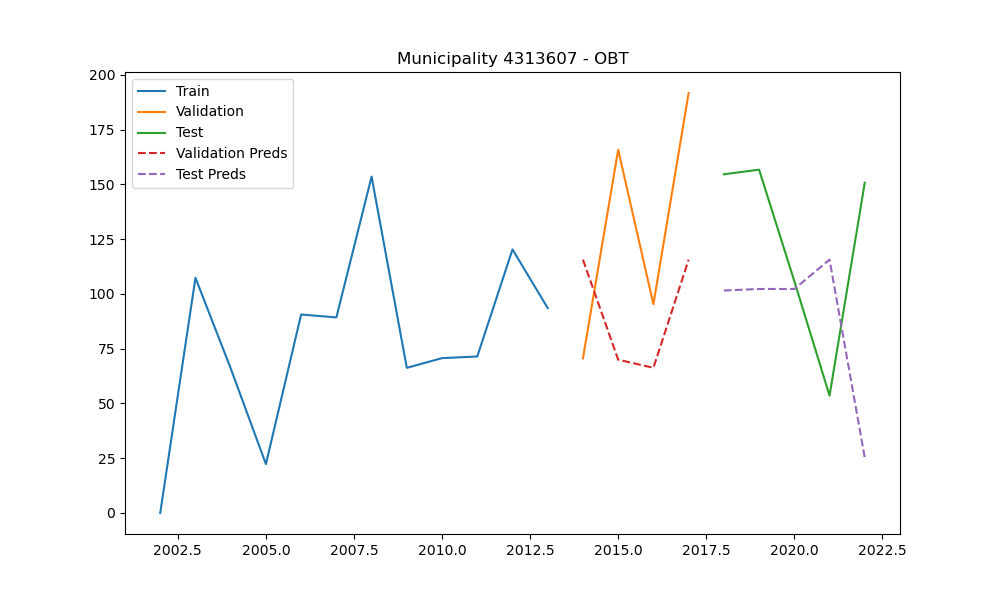 Municipality 4313607 - OBT
200
175
150
125
100
75
50
25
0
Train
Validation
Test
Validation Preds
Test Preds
2002.5 2005.0 2007.5 2010.0 2012.5 2015.0 2017.5 2020.0 2022.5